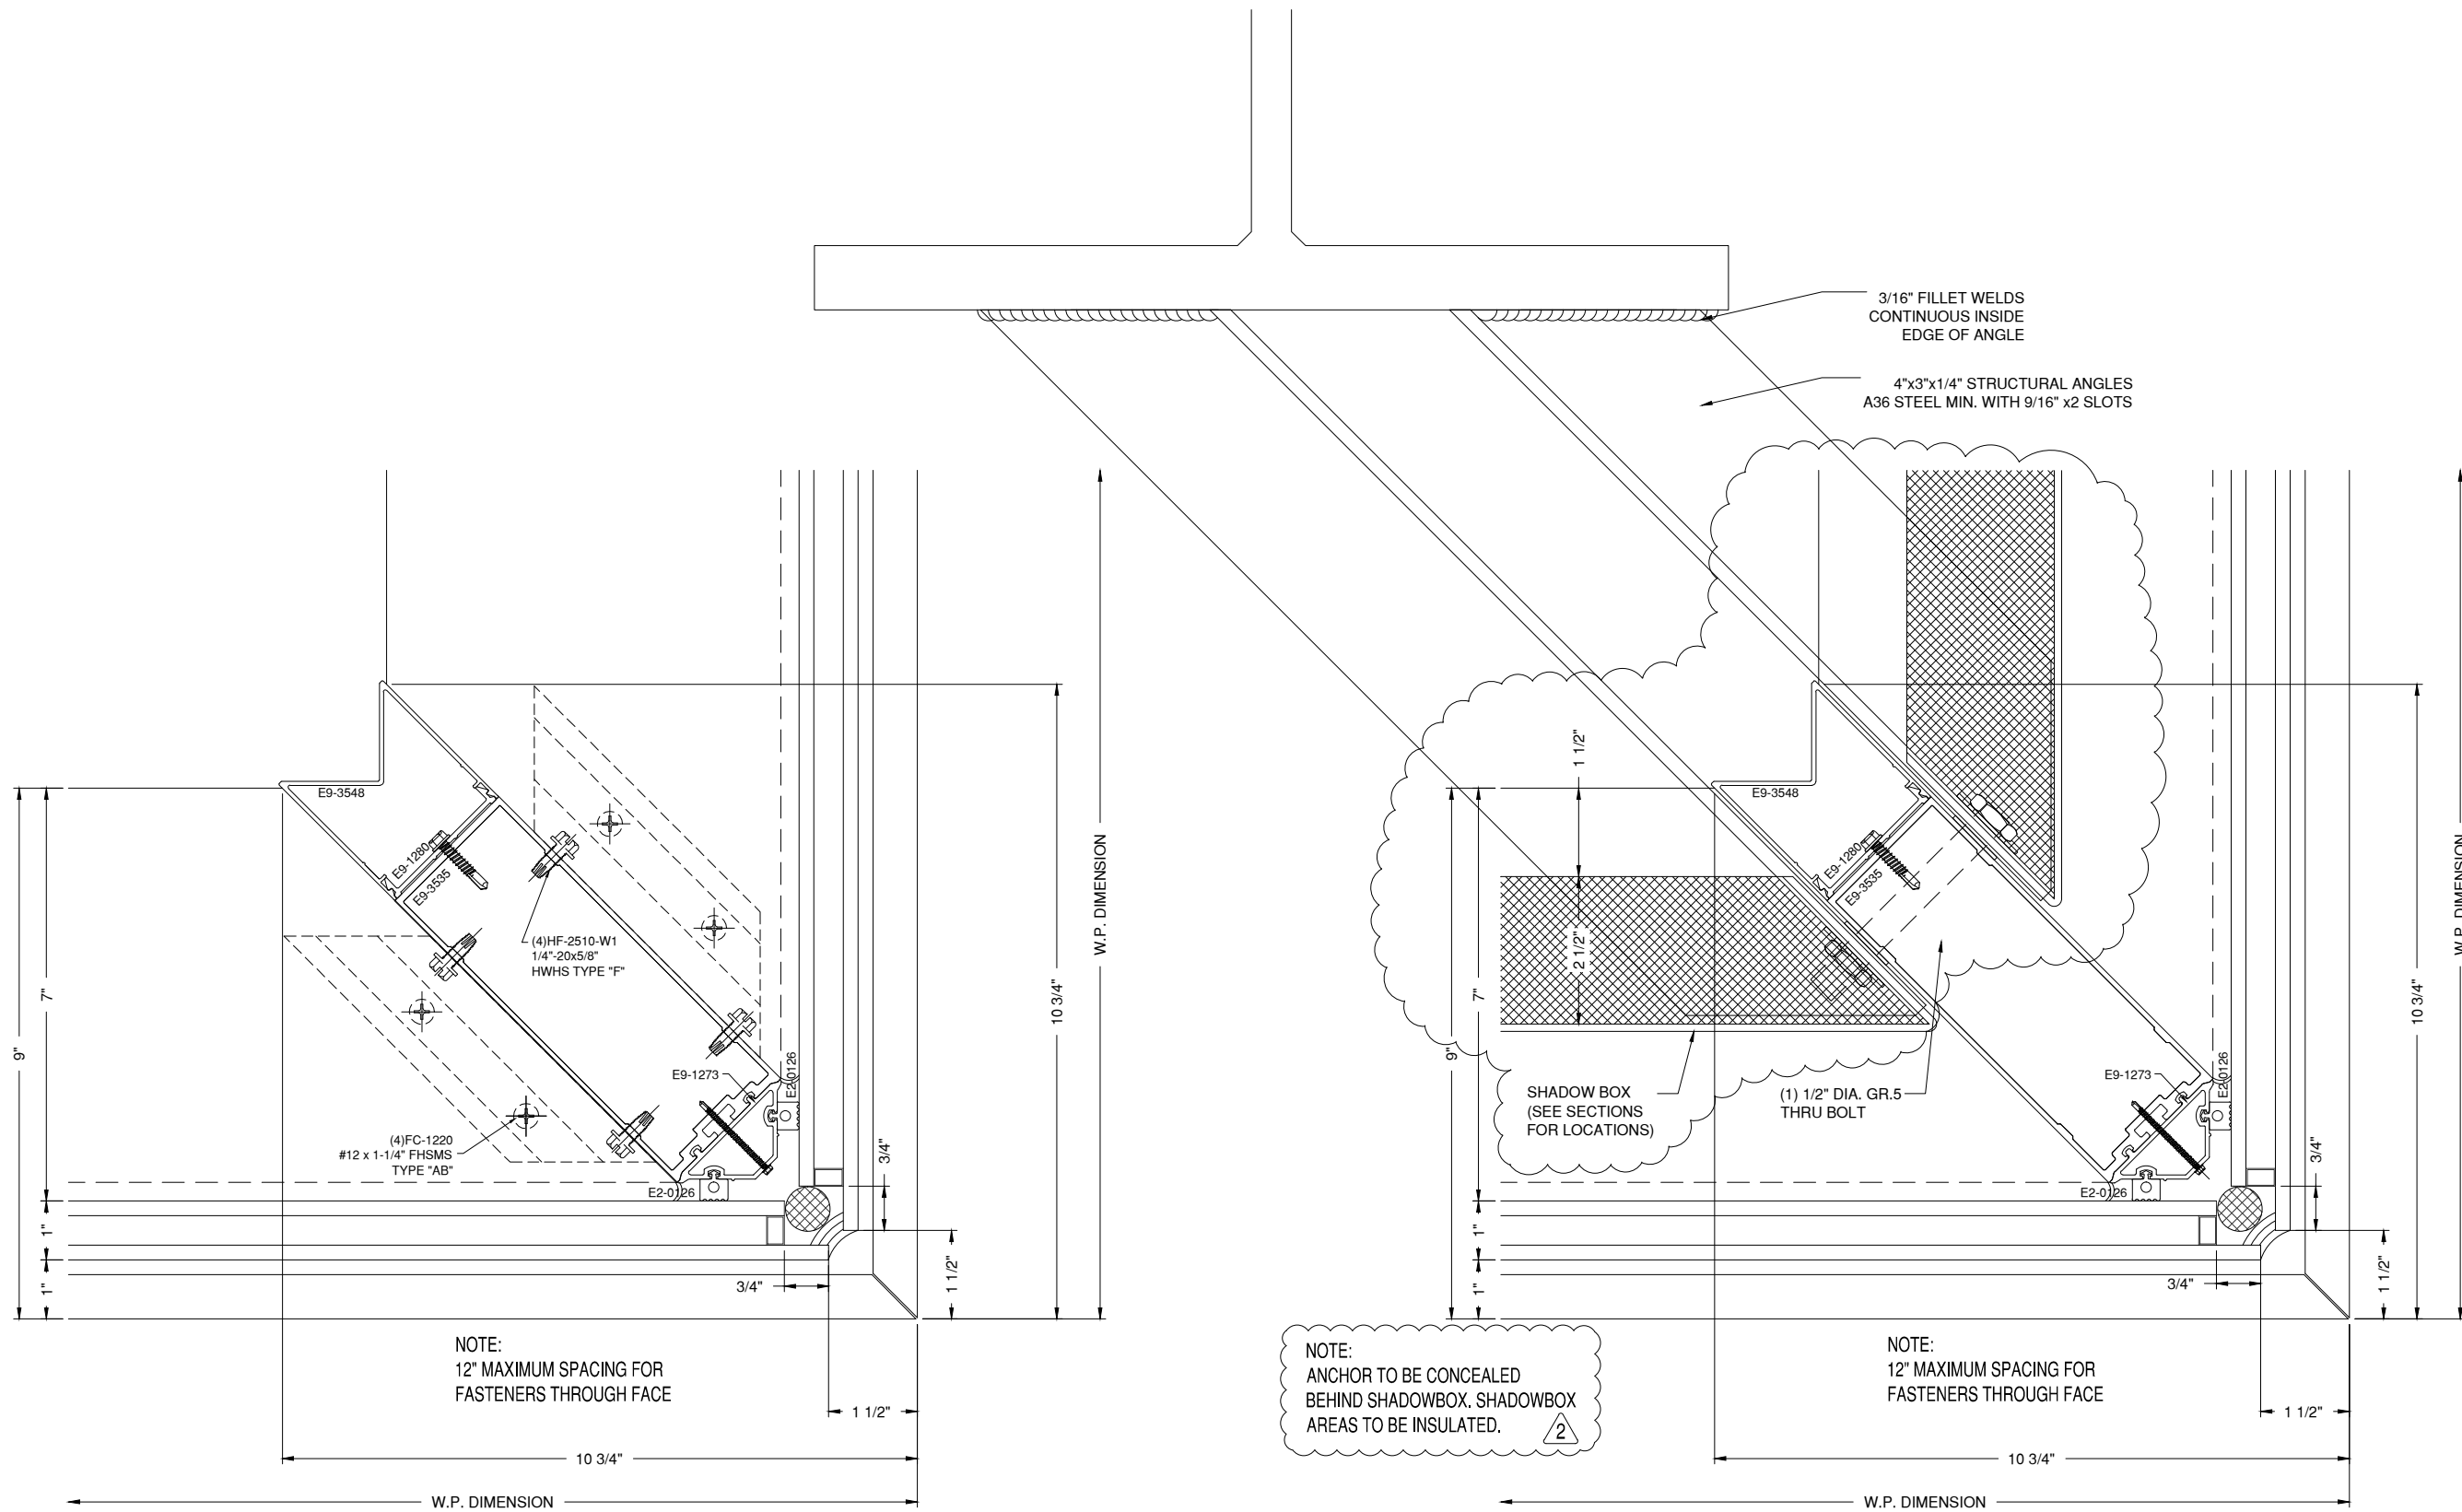 3/16" FILLET WELDS
CONTINUOUS INSIDE
EDGE OF ANGLE
4"x3"x1/4" STRUCTURAL ANGLES
A36 STEEL MIN. WITH 9/16" x2 SLOTS
E9-3548
E9-1280
E9-3535
(4)HF-2510-W1
1/4"-20x5/8"
HWHS TYPE "F"
E9-1273
E2-0126
(4)FC-1220
#12 x 1-1/4" FHSMS
TYPE "AB"
E2-0126
9"
7"
1"
1"
3/4"
3/4"
1 1/2"
10 3/4"
W.P. DIMENSION
NOTE:
12" MAXIMUM SPACING FOR
FASTENERS THROUGH FACE
1 1/2"
10 3/4"
W.P. DIMENSION
1 1/2"
2 1/2"
9"
7"
1"
1"
E9-3548
E9-1280
E9-3535
SHADOW BOX
(SEE SECTIONS
FOR LOCATIONS)
(1) 1/2" DIA. GR.5
THRU BOLT
E9-1273
E2-0126
E2-0126
3/4"
3/4"
1 1/2"
10 3/4"
W.P. DIMENSION
NOTE:
ANCHOR TO BE CONCEALED
BEHIND SHADOWBOX. SHADOWBOX
AREAS TO BE INSULATED.
2
NOTE:
12" MAXIMUM SPACING FOR
FASTENERS THROUGH FACE
1 1/2"
10 3/4"
W.P. DIMENSION